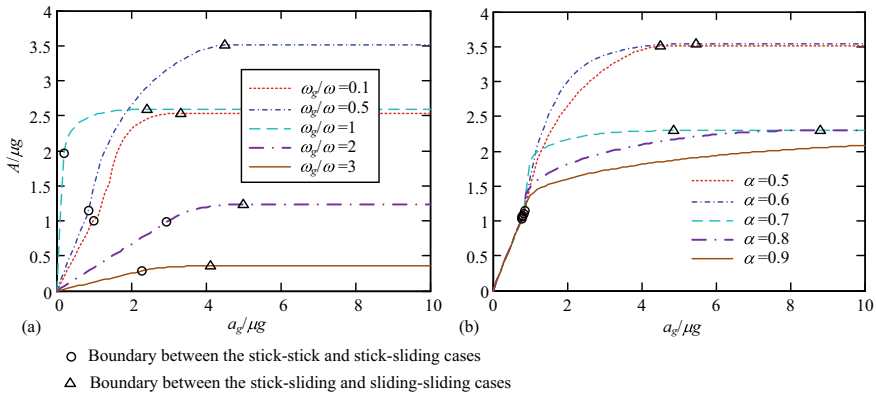 4
3.5
3
2.5
2
1.5
1
0.5
0
A/μg
0 2 4 6 8 10
a_g/μg
(a)
ω_g/ω=0.1
ω_g/ω=0.5
ω_g/ω=1
ω_g/ω=2
ω_g/ω=3
4
3.5
3
2.5
2
1.5
1
0.5
0
0 2 4 6 8 10
a_g/μg
(b)
α=0.5
α=0.6
α=0.7
α=0.8
α=0.9
Boundary between the stick-stick and stick-sliding cases
Boundary between the stick-sliding and sliding-sliding cases